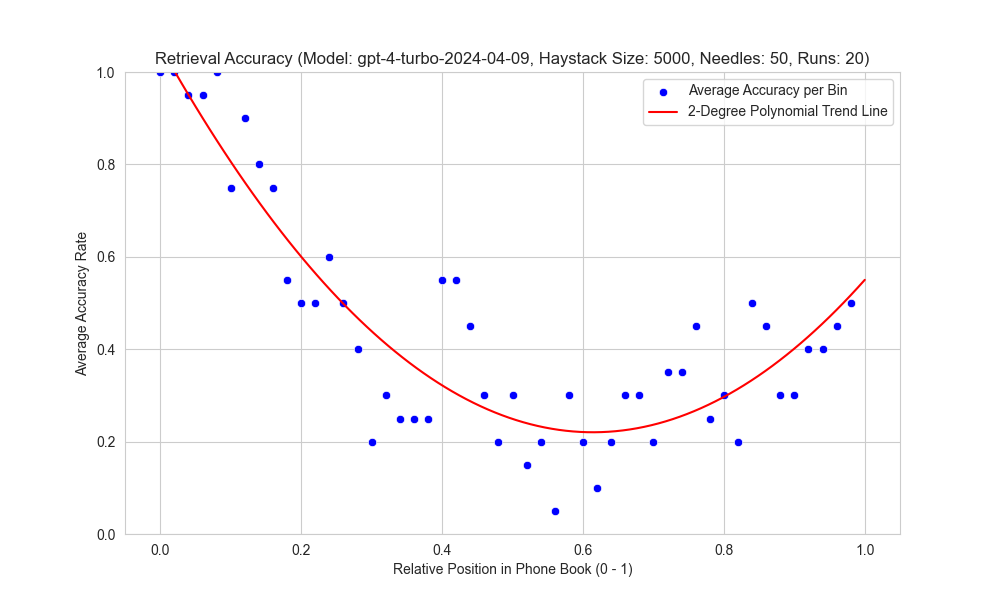 Retrieval Accuracy (Model: gpt-4-turbo-2024-04-09, Haystack Size: 5000, Needles: 50, Runs: 20)
Average Accuracy per Bin
2-Degree Polynomial Trend Line
Average Accuracy Rate
1.0
0.8
0.6
0.4
0.2
0.0
0.0 0.2 0.4 0.6 0.8 1.0
Relative Position in Phone Book (0 - 1)